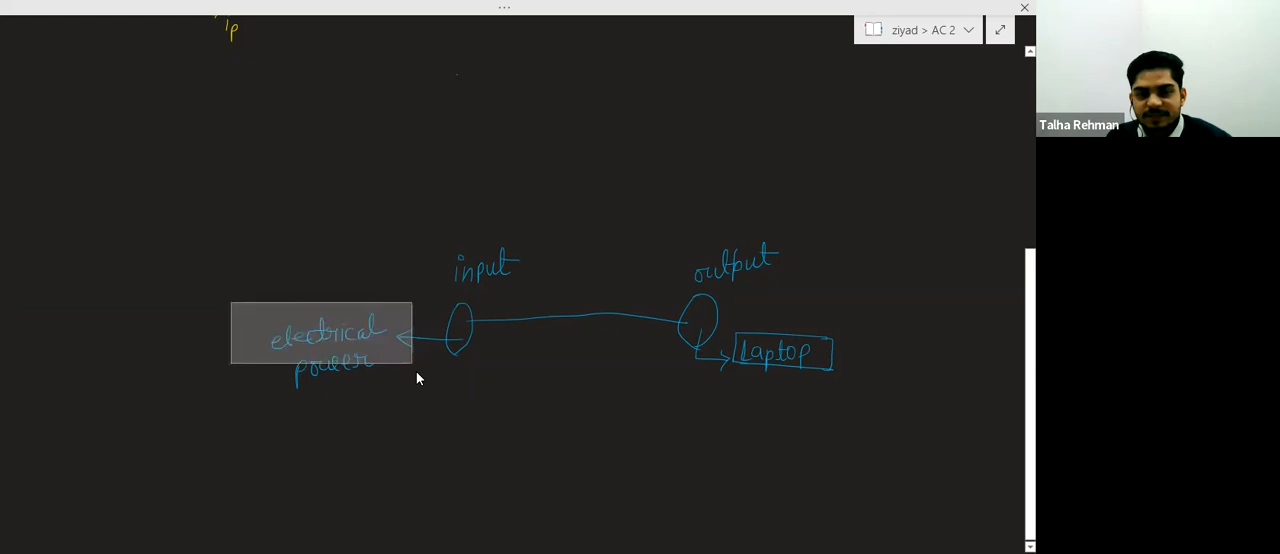 ziyad > AC 2
Talha Rehman
input
output
electrical
power
Laptop